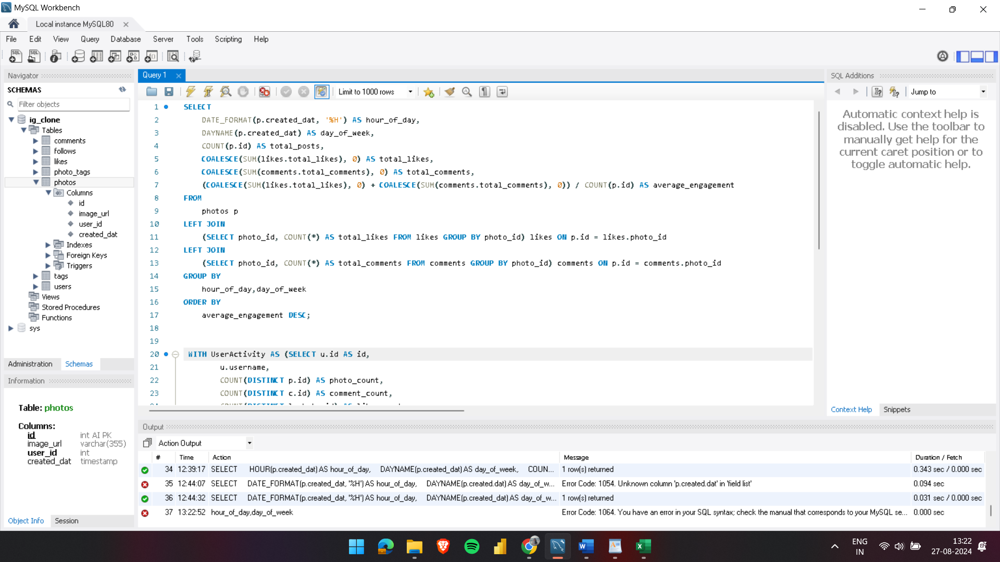 MySQL Workbench
Local instance MySQL80
File Edit View Query Database Server Tools Scripting Help
Navigator
SCHEMAS
Filter objects
ig_clone
Tables
comments
follows
likes
photo_tags
photos
Columns
id
image_url
user_id
created_dat
Indexes
Foreign Keys
Triggers
tags
users
Views
Stored Procedures
Functions
sys
Administration Schemas
Information
Table: photos
Columns:
id int AI PK
image_url varchar(355)
user_id int
created_dat timestamp
Object Info Session
Query 1
Limit to 1000 rows
1 SELECT
2 DATE_FORMAT(p.created_dat, '%H') AS hour_of_day,
3 DAYNAME(p.created_dat) AS day_of_week,
4 COUNT(p.id) AS total_posts,
5 COALESCE(SUM(likes.total_likes), 0) AS total_likes,
6 COALESCE(SUM(comments.total_comments), 0) AS total_comments,
7 (COALESCE(SUM(likes.total_likes), 0) + COALESCE(SUM(comments.total_comments), 0)) / COUNT(p.id) AS average_engagement
8 FROM
9 photos p
10 LEFT JOIN
11 (SELECT photo_id, COUNT(*) AS total_likes FROM likes GROUP BY photo_id) likes ON p.id = likes.photo_id
12 LEFT JOIN
13 (SELECT photo_id, COUNT(*) AS total_comments FROM comments GROUP BY photo_id) comments ON p.id = comments.photo_id
14 GROUP BY
15 hour_of_day,day_of_week
16 ORDER BY
17 average_engagement DESC;
18
19
20 WITH UserActivity AS (SELECT u.id AS id,
21 u.username,
22 COUNT(DISTINCT p.id) AS photo_count,
23 COUNT(DISTINCT c.id) AS comment_count,
SQL Additions
Jump to
Automatic context help is
disabled. Use the toolbar to
manually get help for the
current caret position or to
toggle automatic help.
Context Help Snippets
Output
Action Output
# Time Action Message Duration / Fetch
34 12:39:17 SELECT HOUR(p.created_dat) AS hour_of_day, DAYNAME(p.created_dat) AS day_of_week, COUN... 1 row(s) returned 0.343 sec / 0.000 sec
35 12:44:07 SELECT DATE_FORMAT(p.created_dat, '%H') AS hour_of_day, DAYNAME(p.created.dat) AS day_of_w... Error Code: 1054. Unknown column 'p.created.dat' in 'field list' 0.094 sec
36 12:44:32 SELECT DATE_FORMAT(p.created_dat, '%H') AS hour_of_day, DAYNAME(p.created_dat) AS day_of_w... 1 row(s) returned 0.031 sec / 0.000 sec
37 13:22:52 hour_of_day,day_of_week Error Code: 1064. You have an error in your SQL syntax; check the manual that corresponds to your MySQL se... 0.000 sec
ENG
IN
13:22
27-08-2024